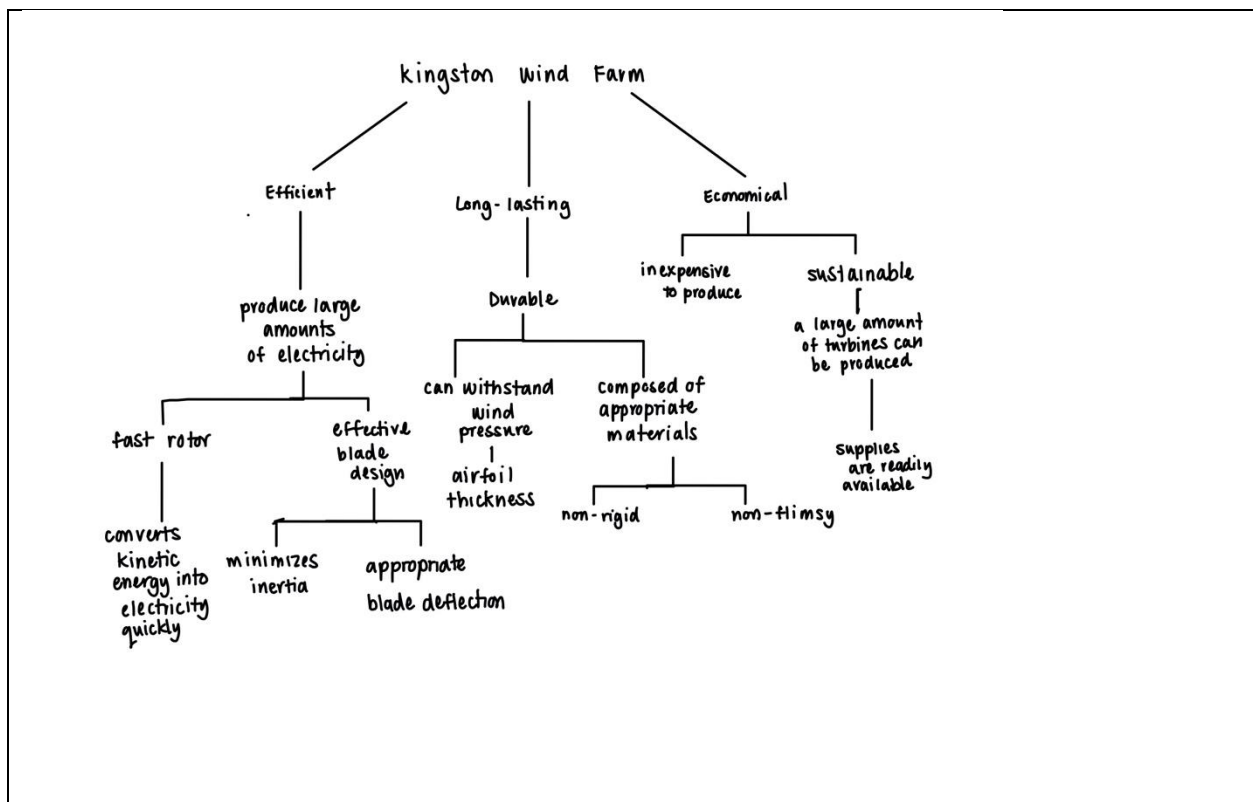 kingston Wind Farm
Efficient
Long-lasting
Economical
inexpensive
to produce
sustainable
Durable
produce large
amounts
of electricity
a large amount
of turbines can
be produced
can withstand
wind
pressure
composed of
appropriate
materials
fast rotor
effective
blade
design
airfoil
thickness
supplies
are readily
available
non-rigid
non-flimsy
converts
kinetic
energy into
electricity
quickly
minimizes
inertia
appropriate
blade deflection